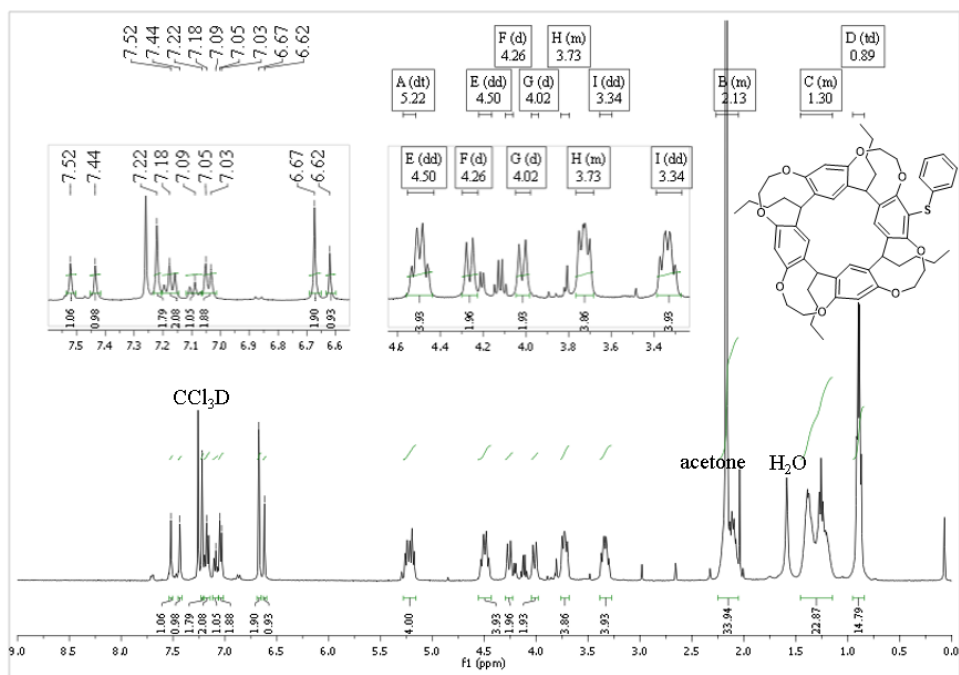 7.52
7.44
7.22
7.18
7.09
7.05
7.03
6.67
6.62
F (d)
4.26
H (m)
3.73
D (td)
0.89
A (dt)
5.22
E (dd)
4.50
G (d)
4.02
I (dd)
3.34
B (m)
2.13
C (m)
1.30
7.52
7.44
7.22
7.18
7.09
7.05
7.03
6.67
6.62
1.06
0.98
1.79
2.08
1.05
1.88
1.90
0.93
7.5 7.4 7.3 7.2 7.1 7.0 6.9 6.8 6.7 6.6
E (dd)
4.50
F (d)
4.26
G (d)
4.02
H (m)
3.73
I (dd)
3.34
3.93
1.96
1.93
3.86
3.93
4.6 4.4 4.2 4.0 3.8 3.6 3.4
O
O
O
S
O
O
O
O
O
CCl3D
acetone
H2O
1.06
0.98
1.79
2.08
1.05
1.88
1.90
0.93
4.00
3.93
1.96
1.93
3.86
3.93
33.94
22.87
14.79
9.0 8.5 8.0 7.5 7.0 6.5 6.0 5.5 5.0 4.5 4.0 3.5 3.0 2.5 2.0 1.5 1.0 0.5 0.0
f1 (ppm)